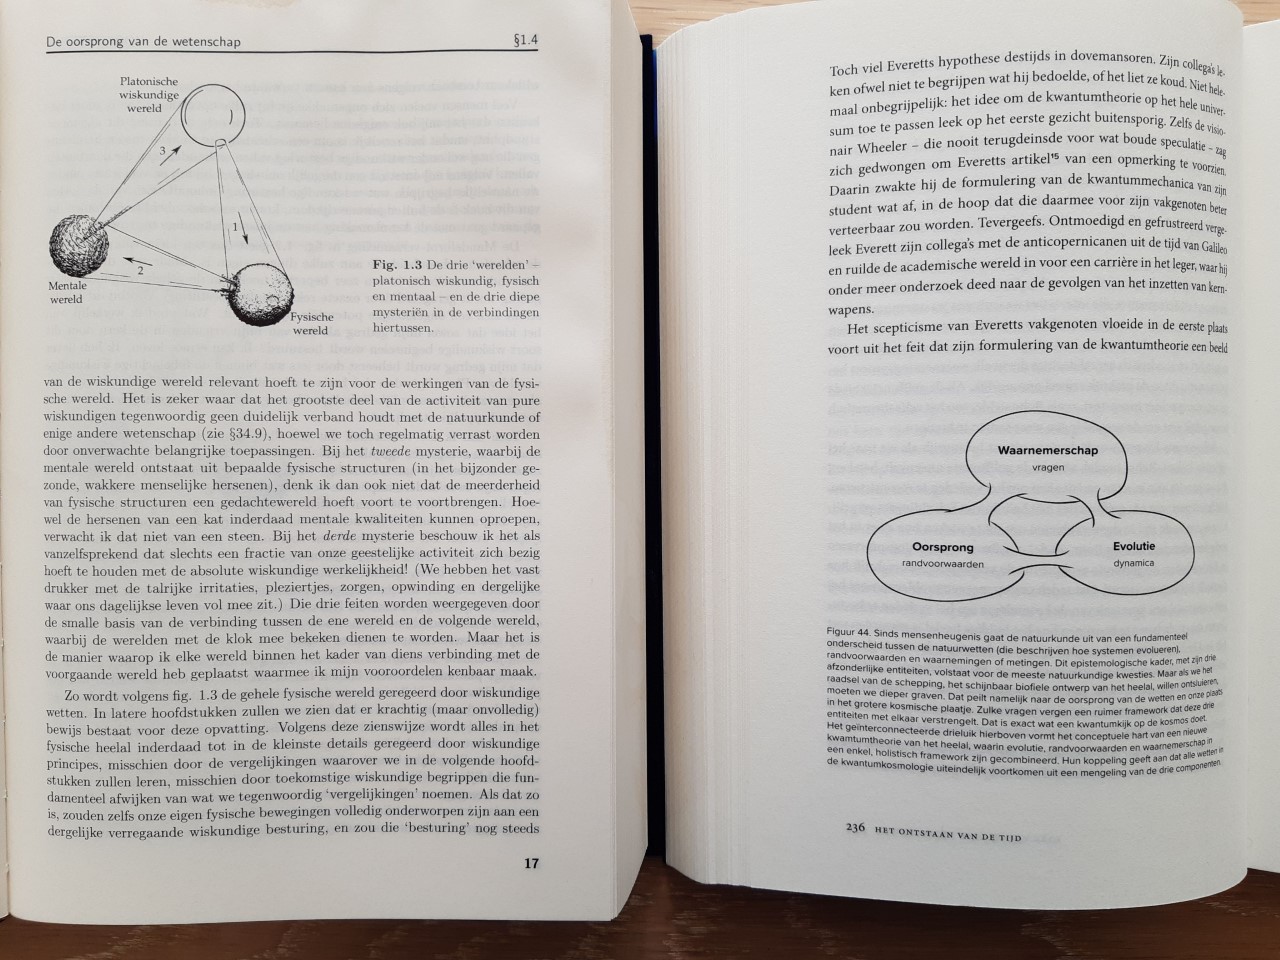 De oorsprong van de wetenschap §1.4
Platonische
wiskundige
wereld
3
1
2
Mentale
wereld
Fysische
wereld
Fig. 1.3 De drie ‘werelden’ –
platonisch wiskundig, fysisch
en mentaal – en de drie diepe
mysteriën in de verbindingen
hiertussen.
van de wiskundige wereld relevant hoeft te zijn voor de werkingen van de fysi-
sche wereld. Het is zeker waar dat het grootste deel van de activiteit van pure
wiskundigen tegenwoordig geen duidelijk verband houdt met de natuurkunde of
enige andere wetenschap (zie §34.9), hoewel we toch regelmatig verrast worden
door onverwachte belangrijke toepassingen. Bij het tweede mysterie, waarbij de
mentale wereld ontstaat uit bepaalde fysische structuren (in het bijzonder ge-
zonde, wakkere menselijke hersenen), denk ik dan ook niet dat de meerderheid
van fysische structuren een gedachtewereld hoeft voort te voortbrengen. Hoe-
wel de hersenen van een kat inderdaad mentale kwaliteiten kunnen oproepen,
verwacht ik dat niet van een steen. Bij het derde mysterie beschouw ik het als
vanzelfsprekend dat slechts een fractie van onze geestelijke activiteit zich bezig
hoeft te houden met de absolute wiskundige werkelijkheid! (We hebben het vast
drukker met de talrijke irritaties, pleziertjes, zorgen, opwinding en dergelijke
waar ons dagelijkse leven vol mee zit.) Die drie feiten worden weergegeven door
de smalle basis van de verbinding tussen de ene wereld en de volgende wereld,
waarbij de werelden met de klok mee bekeken dienen te worden. Maar het is
de manier waarop ik elke wereld binnen het kader van diens verbinding met de
voorgaande wereld heb geplaatst waarmee ik mijn vooroordelen kenbaar maak.
Zo wordt volgens fig. 1.3 de gehele fysische wereld geregeerd door wiskundige
wetten. In latere hoofdstukken zullen we zien dat er krachtig (maar onvolledig)
bewijs bestaat voor deze opvatting. Volgens deze zienswijze wordt alles in het
fysische heelal inderdaad tot in de kleinste details geregeerd door wiskundige
principes, misschien door de vergelijkingen waarover we in de volgende hoofd-
stukken zullen leren, misschien door toekomstige wiskundige begrippen die fun-
damenteel afwijken van wat we tegenwoordig ‘vergelijkingen’ noemen. Als dat zo
is, zouden zelfs onze eigen fysische bewegingen volledig onderworpen zijn aan een
dergelijke verregaande wiskundige besturing, en zou die ‘besturing’ nog steeds
17
Toch viel Everetts hypothese destijds in dovemansoren. Zijn collega's le-
ken ofwel niet te begrijpen wat hij bedoelde, of het liet ze koud. Niet hele-
maal onbegrijpelijk: het idee om de kwantumtheorie op het hele univer-
sum toe te passen leek op het eerste gezicht buitensporig. Zelfs de visio-
nair Wheeler – die nooit terugdeinsde voor wat boude speculatie – zag
zich gedwongen om Everetts artikel¹⁵ van een opmerking te voorzien.
Daarin zwakte hij de formulering van de kwantummechanica van zijn
student wat af, in de hoop dat die daarmee voor zijn vakgenoten beter
verteerbaar zou worden. Tevergeefs. Ontmoedigd en gefrustreerd verge-
leek Everett zijn collega's met de anticopernicanen uit de tijd van Galileo
en ruilde de academische wereld in voor een carrière in het leger, waar hij
onder meer onderzoek deed naar de gevolgen van het inzetten van kern-
wapens.
Het scepticisme van Everetts vakgenoten vloeide in de eerste plaats
voort uit het feit dat zijn formulering van de kwantumtheorie een beeld
Waarnemerschap
vragen
Oorsprong
randvoorwaarden
Evolutie
dynamica
Figuur 44. Sinds mensenheugenis gaat de natuurkunde uit van een fundamenteel
onderscheid tussen de natuurwetten (die beschrijven hoe systemen evolueren),
randvoorwaarden en waarnemingen of metingen. Dit epistemologische kader, met zijn drie
afzonderlijke entiteiten, volstaat voor de meeste natuurkundige kwesties. Maar als we het
raadsel van de schepping, het schijnbaar biofiele ontwerp van het heelal, willen ontsluieren,
moeten we dieper graven. Dat peilt namelijk naar de oorsprong van de wetten en onze plaats
in het grotere kosmische plaatje. Zulke vragen vergen een ruimer framework dat deze drie
entiteiten met elkaar verstrengelt. Dat is exact wat een kwantumkijk op de kosmos doet.
Het geïnterconnecteerde drieluik hierboven vormt het conceptuele hart van een nieuwe
kwamtumtheorie van het heelal, waarin evolutie, randvoorwaarden en waarnemerschap in
een enkel, holistisch framework zijn gecombineerd. Hun koppeling geeft aan dat alle wetten in
de kwantumkosmologie uiteindelijk voortkomen uit een mengeling van die drie componenten.
236 HET ONTSTAAN VAN DE TIJD